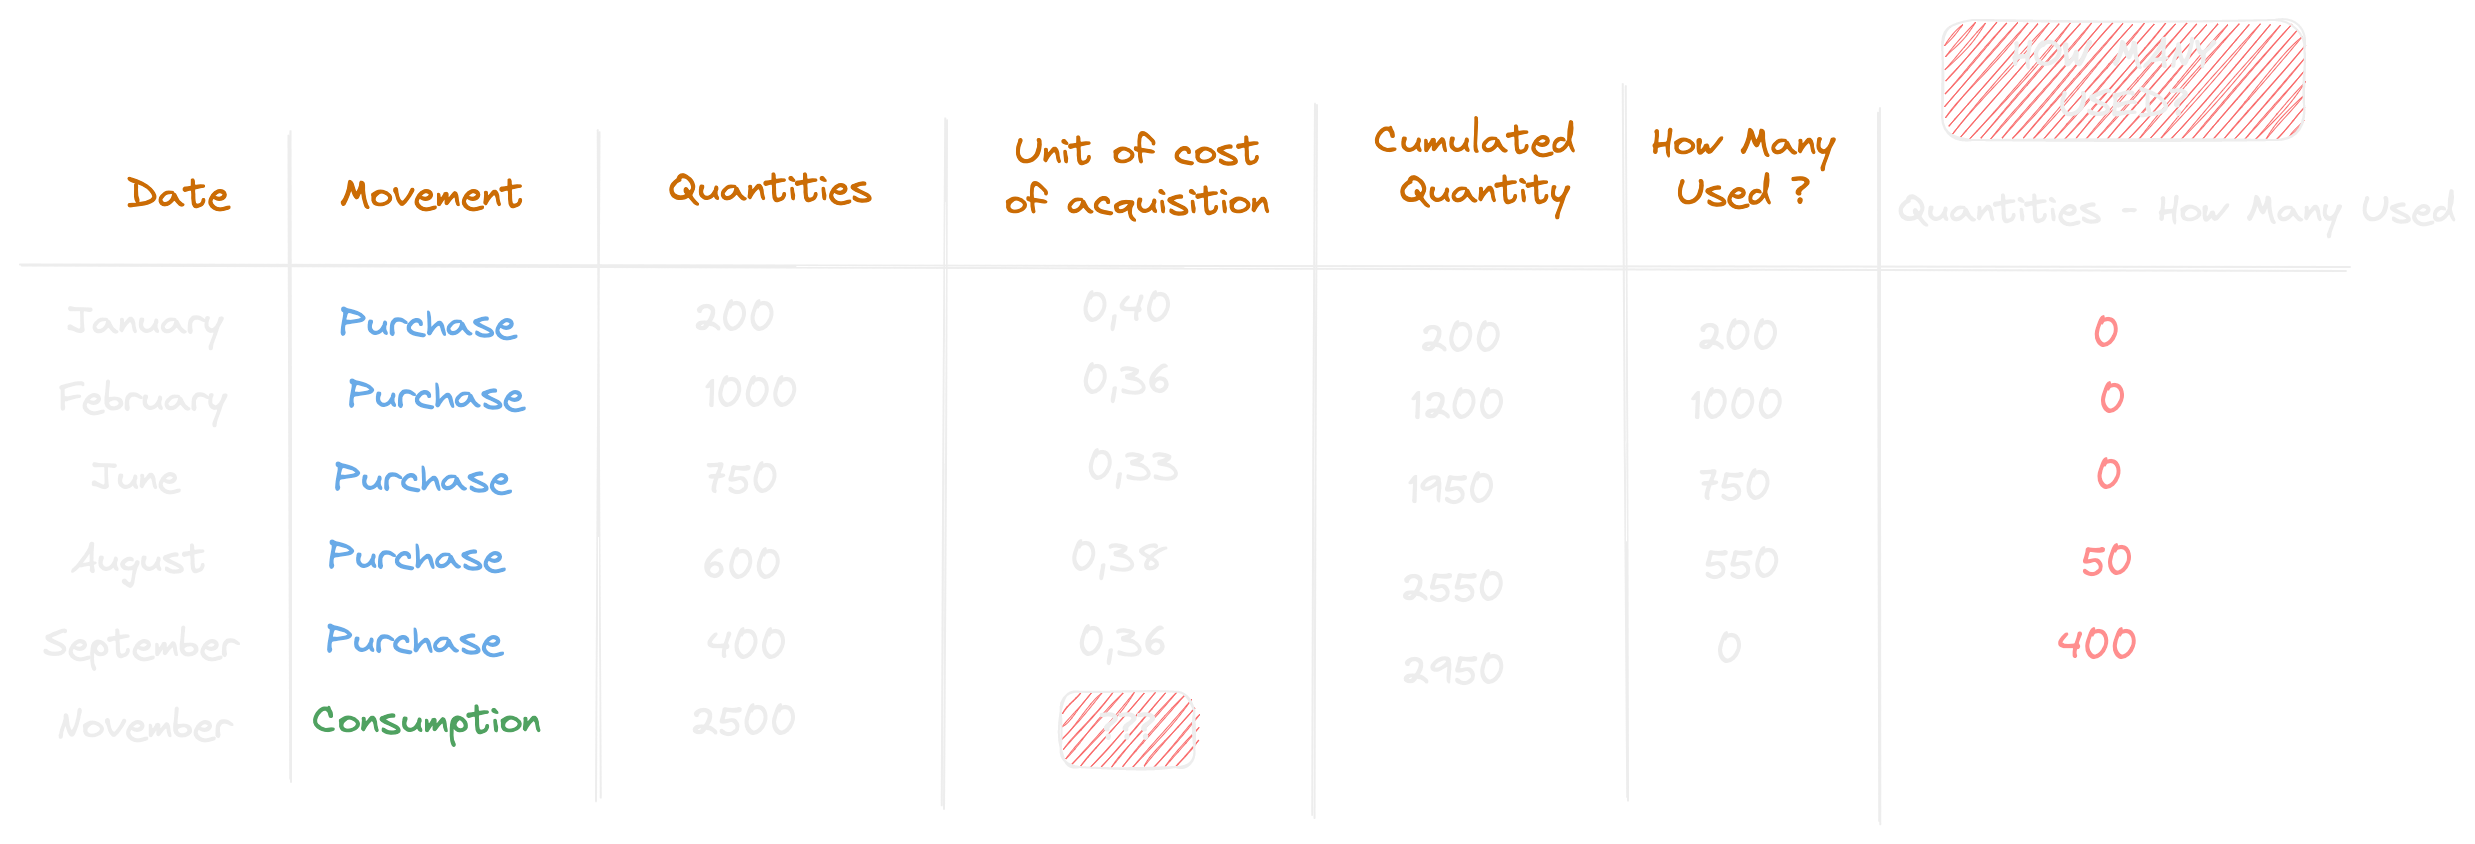 HOW MANY
USED?
Date
Movement
Quantities
Unit of cost
of acquisition
Cumulated
Quantity
How Many
Used ?
Quantities - How Many Used
January Purchase 200 0,40 200 200 0
February Purchase 1000 0,36 1200 1000 0
June Purchase 750 0,33 1950 750 0
August Purchase 600 0,38 2550 550 50
September Purchase 400 0,36 2950 0 400
November Consumption 2500 ???